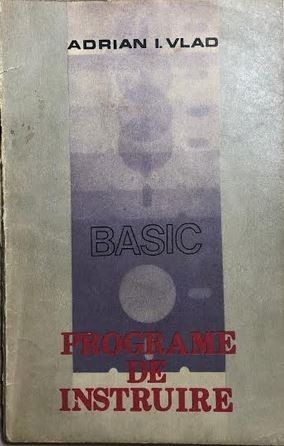 ADRIAN I. VLAD
BASIC
PROGRAME
DE
INSTRUIRE